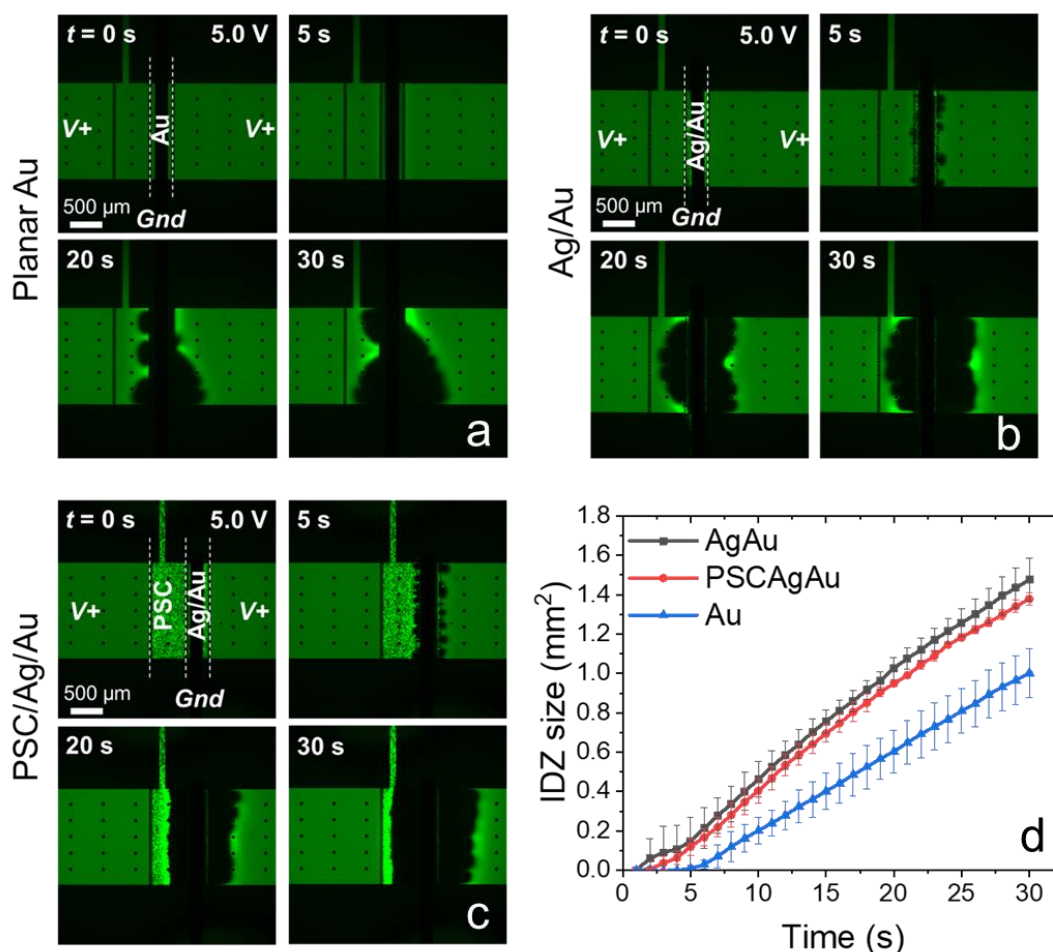 Planar Au
t = 0 s 5.0 V
V+ Au V+
500 µm Gnd
5 s
20 s
30 s
a
Ag/Au
t = 0 s 5.0 V
V+ Ag/Au V+
500 µm Gnd
5 s
20 s
30 s
b
PSC/Ag/Au
t = 0 s 5.0 V
V+ PSC Ag/Au V+
500 µm Gnd
5 s
20 s
30 s
c
IDZ size (mm²)
1.8
1.6
1.4
1.2
1.0
0.8
0.6
0.4
0.2
0.0
AgAu
PSCAgAu
Au
d
0 5 10 15 20 25 30
Time (s)